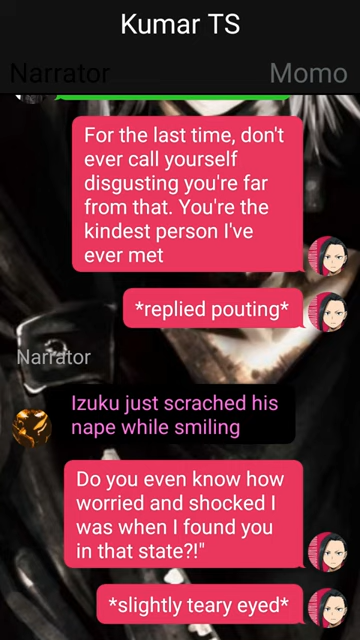 Kumar TS
Narrator
Momo
For the last time, don't
ever call yourself
disgusting you're far
from that. You're the
kindest person I've
ever met
*replied pouting*
Narrator
Izuku just scrached his
nape while smiling
Do you even know how
worried and shocked I
was when I found you
in that state?!"
*slightly teary eyed*